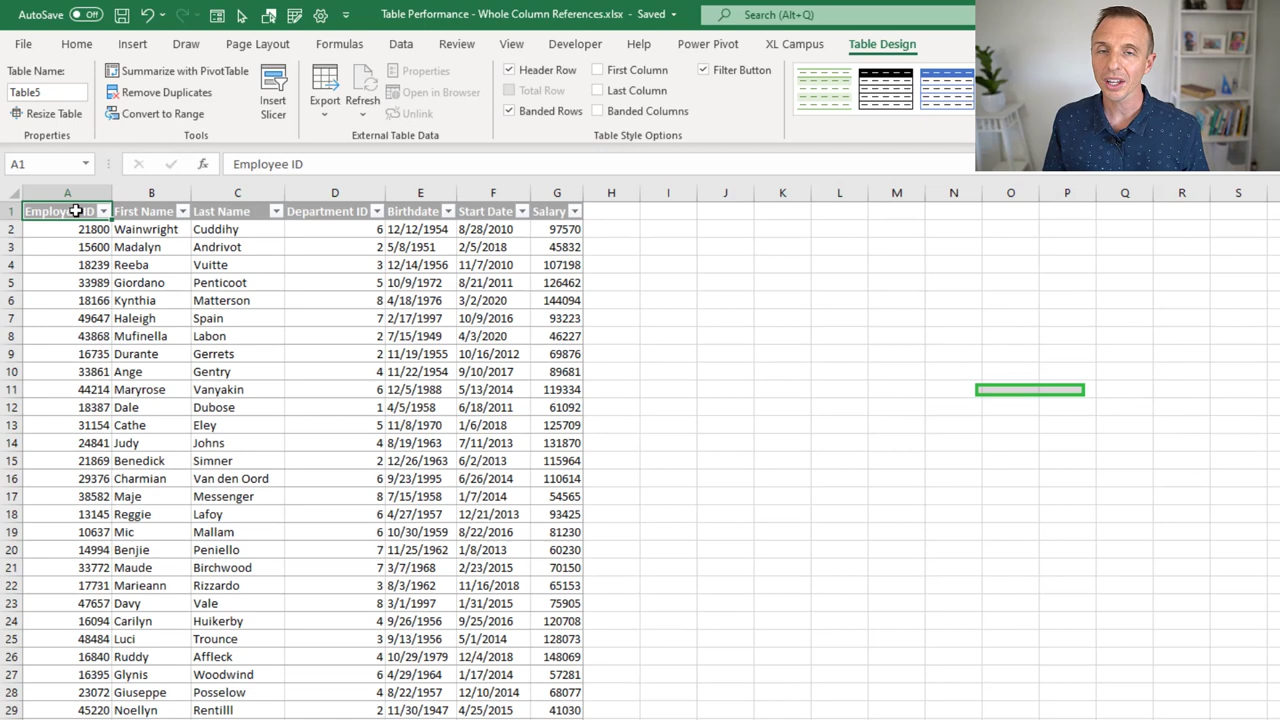 AutoSave On Table Performance - Whole Column References.xlsx - Saved Search (Alt+Q)
File Home Insert Draw Page Layout Formulas Data Review View Developer Help Power Pivot XL Campus Table Design
Table Name:
Table5
Resize Table
Properties
Summarize with PivotTable
Remove Duplicates
Convert to Range
Insert
Slicer
Tools
Export
Refresh
Properties
Open in Browser
Unlink
External Table Data
Header Row First Column Filter Button
Total Row Last Column
Banded Rows Banded Columns
Table Style Options
A1 fx Employee ID
A B C D E F G H I J K L M N O P Q R S
1 Employee ID First Name Last Name Department ID Birthdate Start Date Salary
2 21800 Wainwright Cuddihy 6 12/12/1954 8/28/2010 97570
3 15600 Madalyn Andrivot 2 5/8/1951 2/5/2018 45832
4 18239 Reeba Vuitte 3 12/14/1956 11/7/2010 107198
5 33989 Giordano Penticoot 5 10/9/1972 8/21/2011 126462
6 18166 Kynthia Matterson 8 4/18/1976 3/2/2020 144094
7 49647 Haleigh Spain 7 2/17/1997 10/9/2016 93223
8 43868 Mufinella Labon 2 7/15/1949 4/3/2020 46227
9 16735 Durante Gerrets 2 11/19/1955 10/16/2012 69876
10 33861 Ange Gentry 4 11/22/1954 9/10/2017 89681
11 44214 Maryrose Vanyakin 6 12/5/1988 5/13/2014 119334
12 18387 Dale Dubose 1 4/5/1958 6/18/2011 61092
13 31154 Cathe Eley 5 11/8/1970 1/6/2018 125709
14 24841 Judy Johns 4 8/19/1963 7/11/2013 131870
15 21869 Benedick Simner 2 12/26/1963 6/2/2013 115964
16 29376 Charmian Van den Oord 6 9/23/1995 6/26/2014 110614
17 38582 Maje Messenger 8 7/15/1958 1/7/2014 54565
18 13145 Reggie Lafoy 6 4/27/1957 12/21/2013 93425
19 10637 Mic Mallam 6 10/30/1959 8/22/2016 81230
20 14994 Benjie Peniello 7 11/25/1962 1/8/2013 60230
21 33772 Maude Birchwood 7 3/7/1968 2/23/2015 70150
22 17731 Marieann Rizzardo 3 8/3/1962 11/16/2018 65153
23 47657 Davy Vale 8 3/1/1997 1/31/2015 75905
24 16094 Carilyn Huikerby 4 9/26/1956 9/25/2016 120708
25 48484 Luci Trounce 3 9/13/1956 5/1/2014 128073
26 16840 Ruddy Affleck 4 10/29/1979 12/4/2018 148069
27 16395 Glynis Woodwind 6 4/29/1964 1/17/2014 57281
28 23072 Giuseppe Posselow 4 8/22/1957 12/10/2014 68077
29 45220 Noellyn Rentilll 2 11/30/1947 4/25/2015 41030